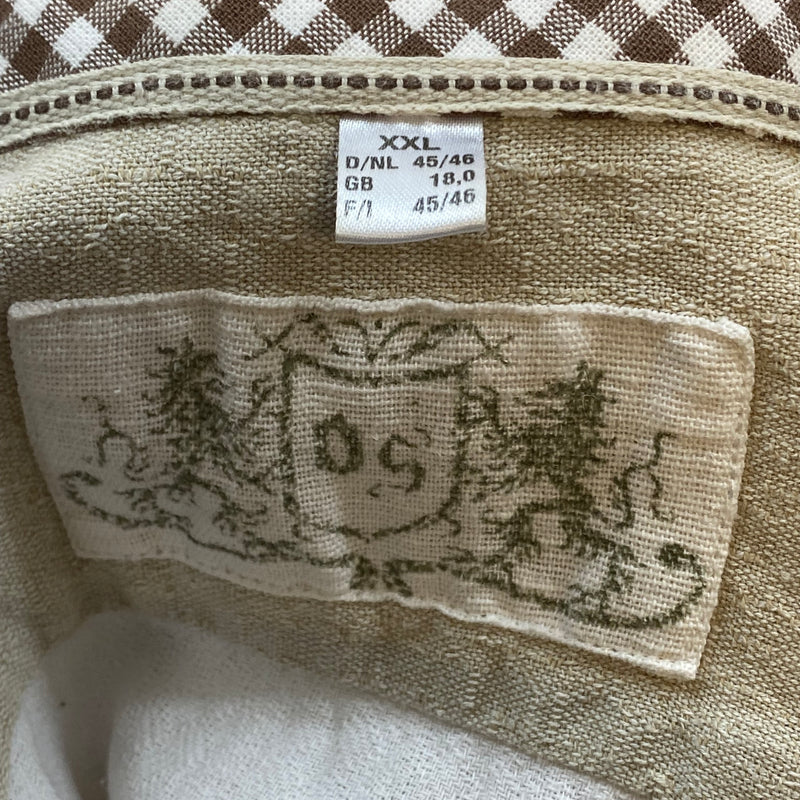 XXL
D/NL 45/46
GB 18,0
F/I 45/46
OS